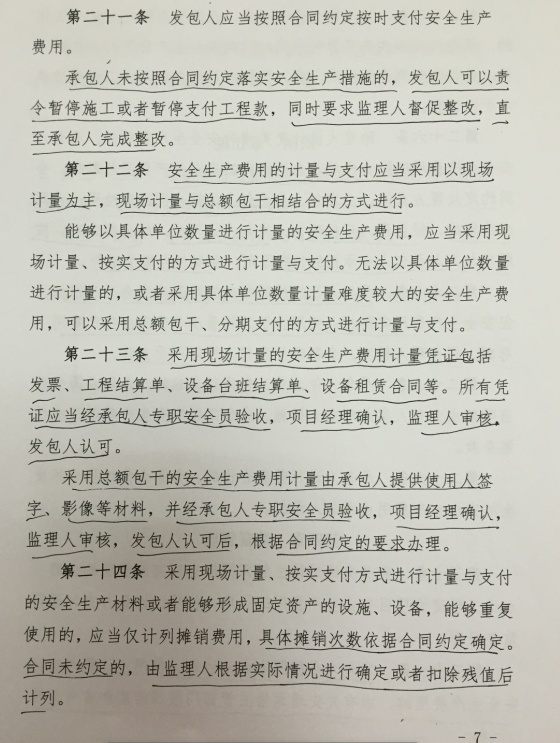 第二十一条　发包人应当按照合同约定按时支付安全生产
费用。
承包人未按照合同约定落实安全生产措施的，发包人可以责
令暂停施工或者暂停支付工程款，同时要求监理人督促整改，直
至承包人完成整改。
第二十二条　安全生产费用的计量与支付应当采用以现场
计量为主，现场计量与总额包干相结合的方式进行。
能够以具体单位数量进行计量的安全生产费用，应当采用现
场计量、按实支付的方式进行计量与支付。无法以具体单位数量
进行计量的，或者采用具体单位数量计量难度较大的安全生产费
用，可以采用总额包干、分期支付的方式进行计量与支付。
第二十三条　采用现场计量的安全生产费用计量凭证包括
发票、工程结算单、设备台班结算单、设备租赁合同等。所有凭
证应当经承包人专职安全员验收，项目经理确认，监理人审核，
发包人认可。
采用总额包干的安全生产费用计量由承包人提供使用人签
字、影像等材料，并经承包人专职安全员验收，项目经理确认，
监理人审核，发包人认可后，根据合同约定的要求办理。
第二十四条　采用现场计量、按实支付方式进行计量与支付
的安全生产材料或者能够形成固定资产的设施、设备，能够重复
使用的，应当仅计列摊销费用，具体摊销次数依据合同约定确定。
合同未约定的，由监理人根据实际情况进行确定或者扣除残值后
计列。
- 7 -